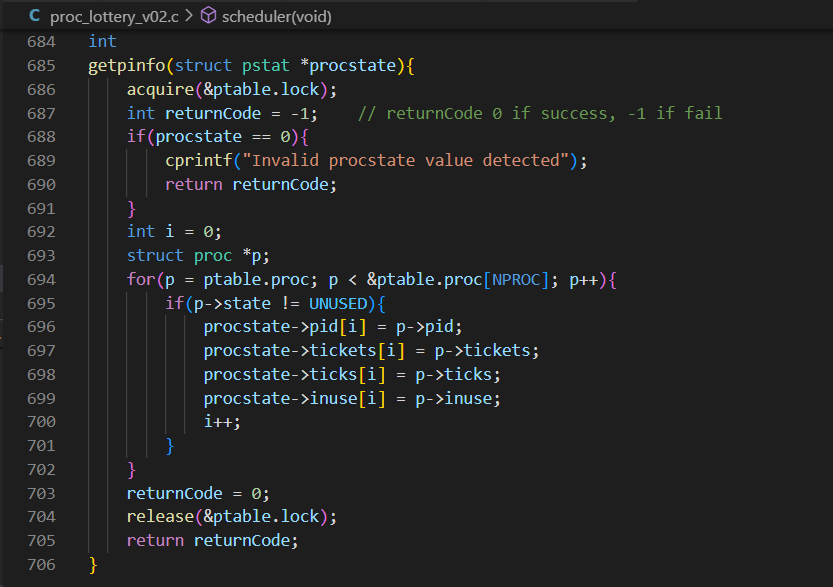 C proc_lottery_v02.c > scheduler(void)
684 int
685 getpinfo(struct pstat *procstate){
686     acquire(&ptable.lock);
687     int returnCode = -1;    // returnCode 0 if success, -1 if fail
688     if(procstate == 0){
689         cprintf("Invalid procstate value detected");
690         return returnCode;
691     }
692     int i = 0;
693     struct proc *p;
694     for(p = ptable.proc; p < &ptable.proc[NPROC]; p++){
695         if(p->state != UNUSED){
696             procstate->pid[i] = p->pid;
697             procstate->tickets[i] = p->tickets;
698             procstate->ticks[i] = p->ticks;
699             procstate->inuse[i] = p->inuse;
700             i++;
701         }
702     }
703     returnCode = 0;
704     release(&ptable.lock);
705     return returnCode;
706 }